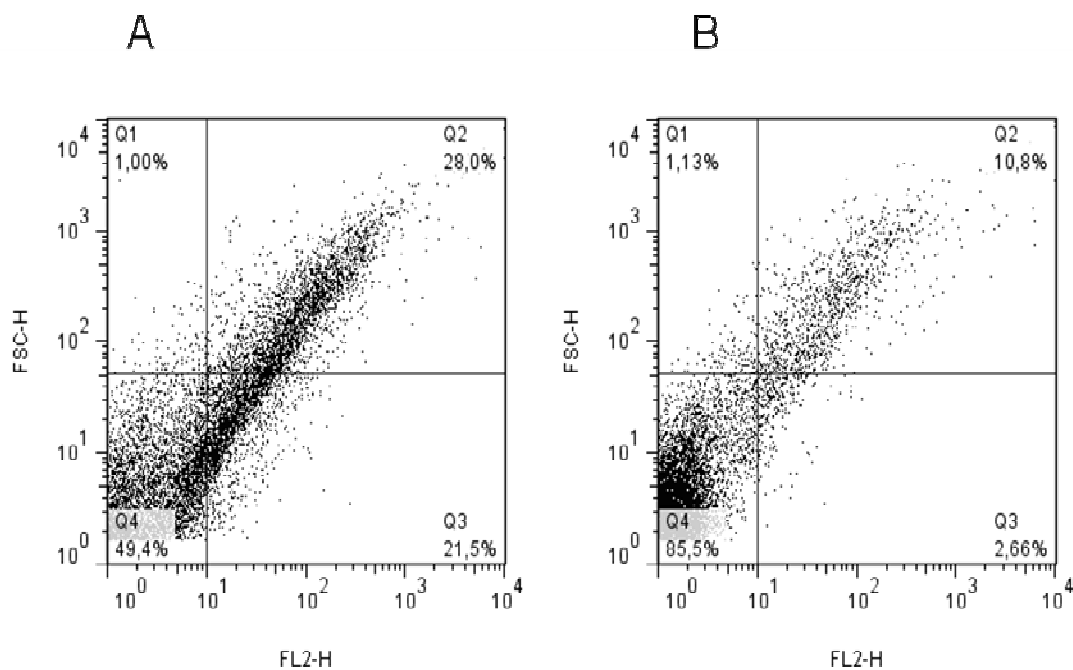 A
B
Q1
1,00%
Q2
28,0%
Q4
49,4%
Q3
21,5%
10⁴
10³
10²
10¹
10⁰
FSC-H
10⁰ 10¹ 10² 10³ 10⁴
FL2-H
Q1
1,13%
Q2
10,8%
Q4
85,5%
Q3
2,66%
10⁴
10³
10²
10¹
10⁰
FSC-H
10⁰ 10¹ 10² 10³ 10⁴
FL2-H